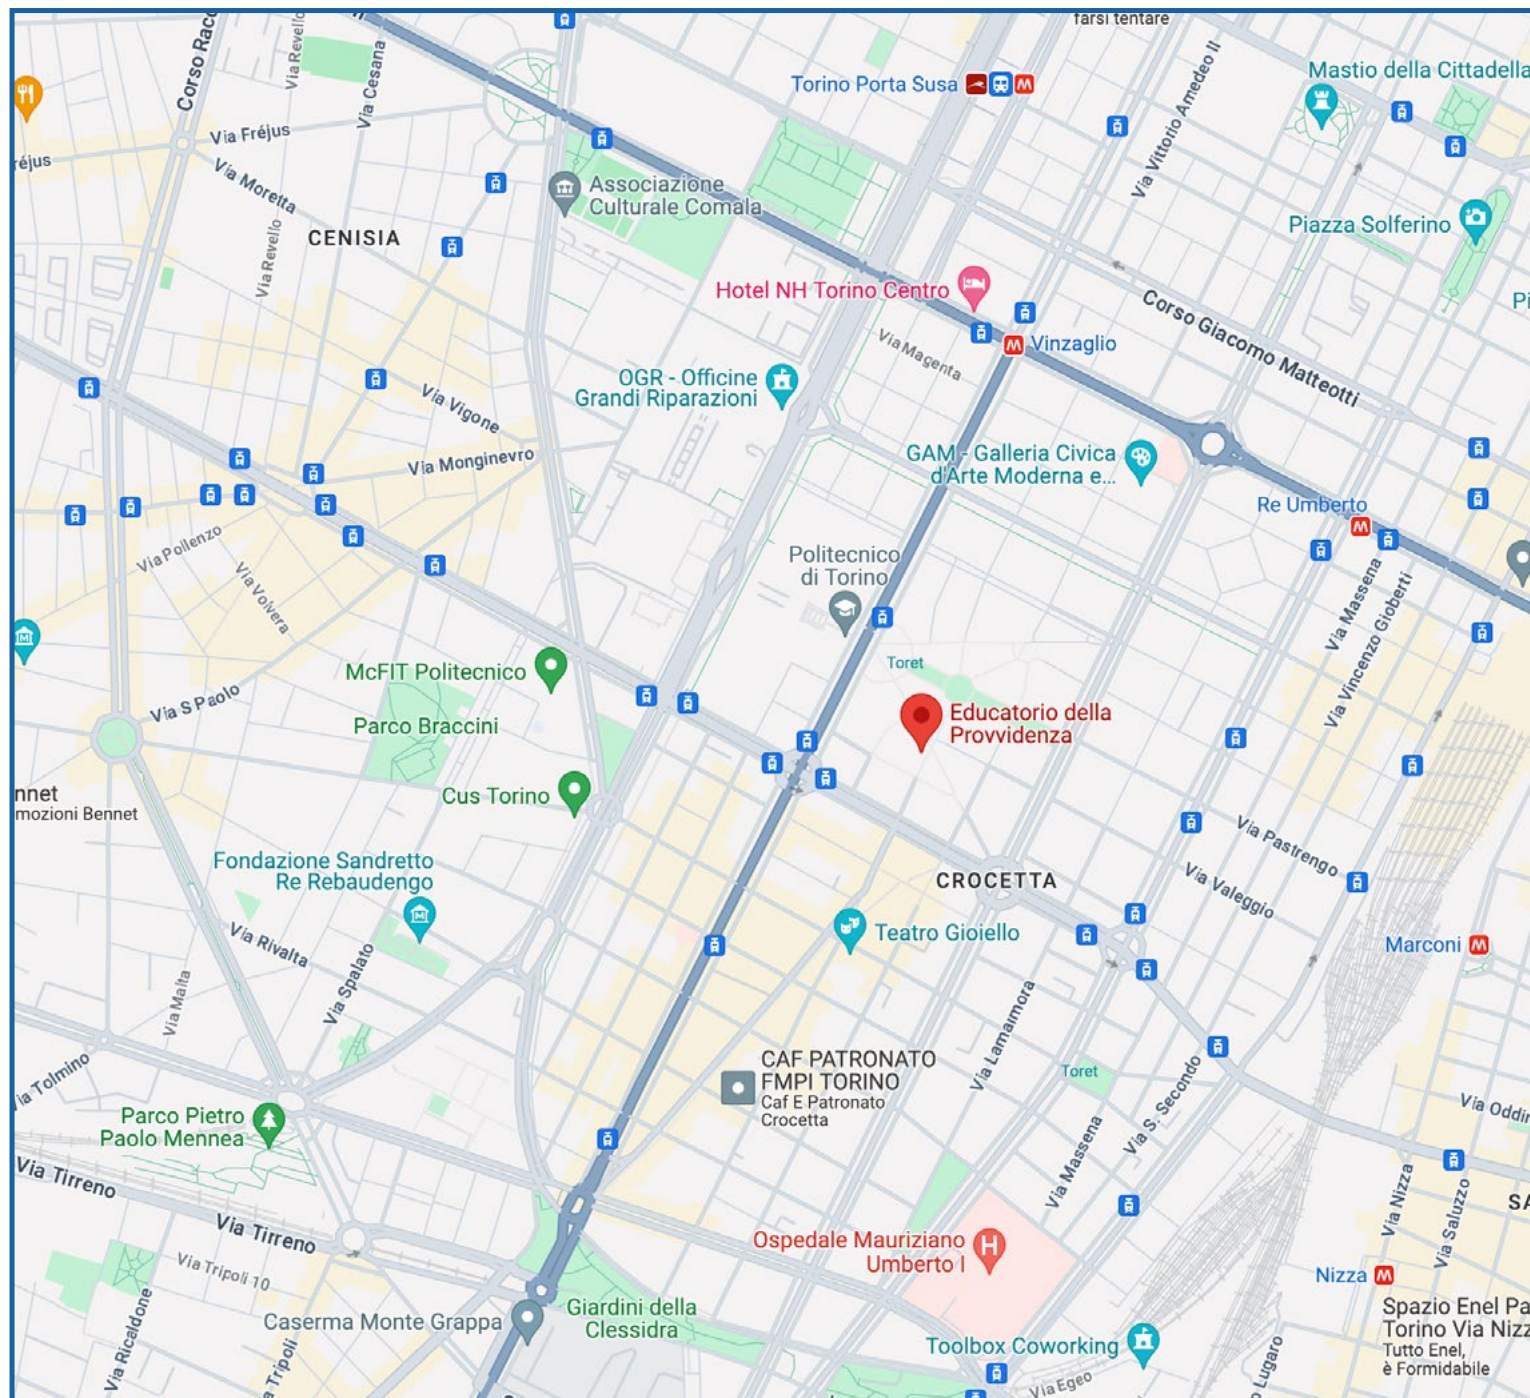 farsi tentare
Torino Porta Susa
Mastio della Cittadella
Corso Racc
Via Revello
Via Cesana
Via Vittorio Amedeo II
Via Fréjus
réjus
Via Moretta
Associazione
Culturale Comala
CENISIA
Via Revello
Piazza Solferino
Hotel NH Torino Centro
Pi
Corso Giacomo Matteotti
Vinzaglio
Via Magenta
OGR - Officine
Grandi Riparazioni
Via Vigone
Via Monginevro
GAM - Galleria Civica
d'Arte Moderna e...
Re Umberto
Via Pollenzo
Via Volvera
Politecnico
di Torino
Via Massena
Via Vincenzo Gioberti
Toret
McFIT Politecnico
Via S Paolo
Parco Braccini
Educatorio della
Provvidenza
Cus Torino
nnet
mozioni Bennet
Via Pastrengo
Fondazione Sandretto
Re Rebaudengo
CROCETTA
Via Valeggio
Via Rivalta
Teatro Gioiello
Marconi
Via Malta
Via Spalato
Via Lamarmora
CAF PATRONATO
FMPI TORINO
Caf E Patronato
Crocetta
Toret
Via Tolmino
Via S. Secondo
Via Oddin
Parco Pietro
Paolo Mennea
Via Massena
Via Tirreno
Via Nizza
Via Saluzzo
SA
Via Tirreno
Ospedale Mauriziano
Umberto I
Via Tripoli 10
Nizza
Giardini della
Clessidra
Caserma Monte Grappa
Via Ricaldone
a Tripoli
Toolbox Coworking
Spazio Enel Pa
Torino Via Nizz
Tutto Enel,
è Formidabile
o Lugaro
Via Egeo